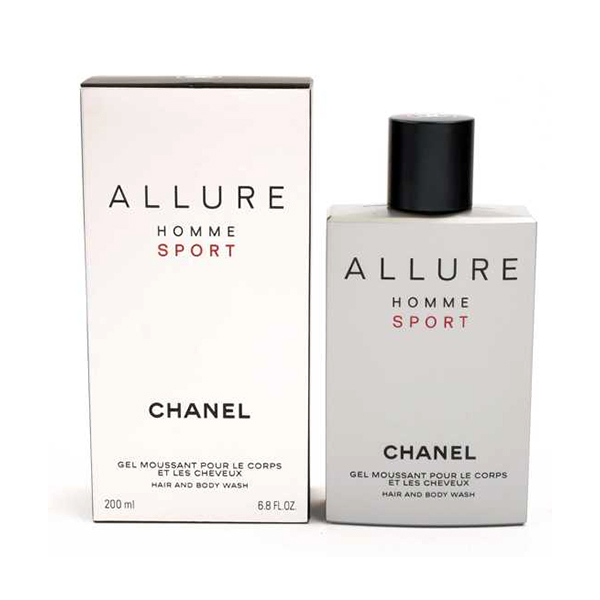 ALLURE
HOMME
SPORT
CHANEL
GEL MOUSSANT POUR LE CORPS
ET LES CHEVEUX
HAIR AND BODY WASH
200 ml 6.8 FL.OZ.
ALLURE
HOMME
SPORT
CHANEL
GEL MOUSSANT POUR LE CORPS
ET LES CHEVEUX
HAIR AND BODY WASH